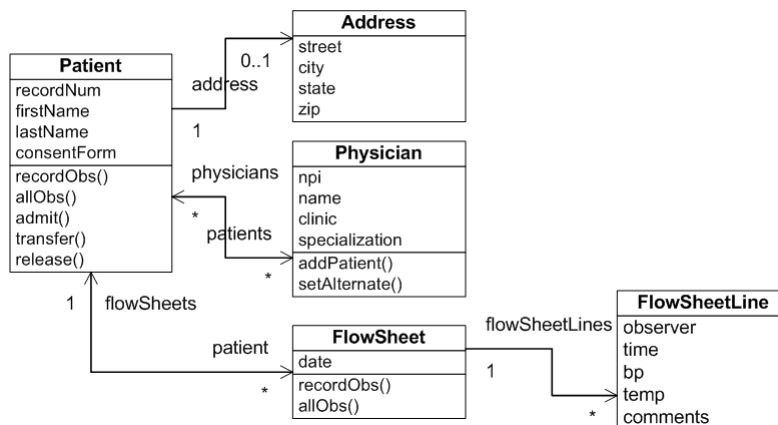 Patient
recordNum
firstName
lastName
consentForm
recordObs()
allObs()
admit()
transfer()
release()
address
1
0..1
Address
street
city
state
zip
physicians
*
patients
*
Physician
npi
name
clinic
specialization
addPatient()
setAlternate()
1
flowSheets
patient
*
FlowSheet
date
recordObs()
allObs()
flowSheetLines
1
*
FlowSheetLine
observer
time
bp
temp
comments